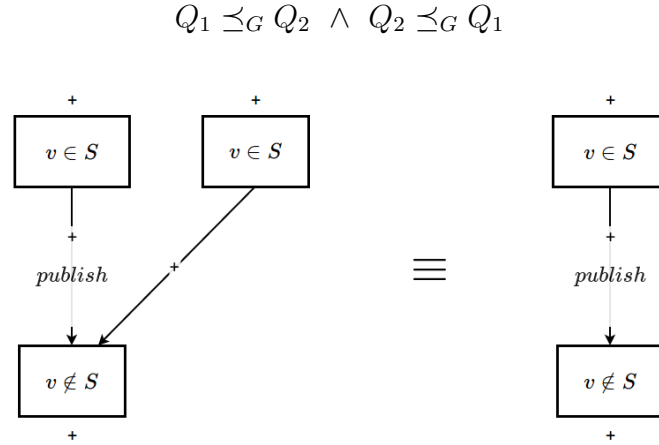 Q₁ ⪯_G Q₂ ∧ Q₂ ⪯_G Q₁
+ + +
v ∈ S v ∈ S v ∈ S
+ +
+
publish ≡ publish
v ∉ S v ∉ S
+ +